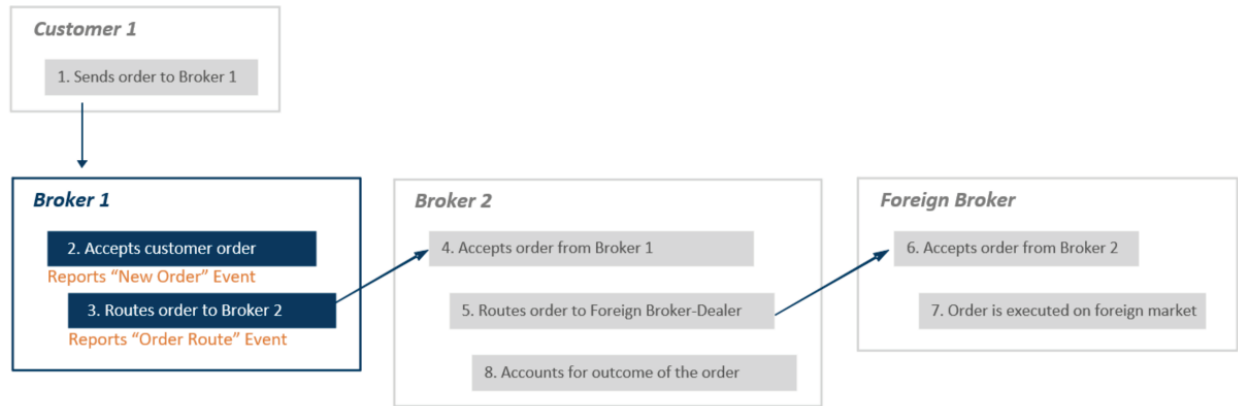 Customer 1
1. Sends order to Broker 1
Broker 1
2. Accepts customer order
Reports “New Order” Event
3. Routes order to Broker 2
Reports “Order Route” Event
Broker 2
4. Accepts order from Broker 1
5. Routes order to Foreign Broker-Dealer
8. Accounts for outcome of the order
Foreign Broker
6. Accepts order from Broker 2
7. Order is executed on foreign market